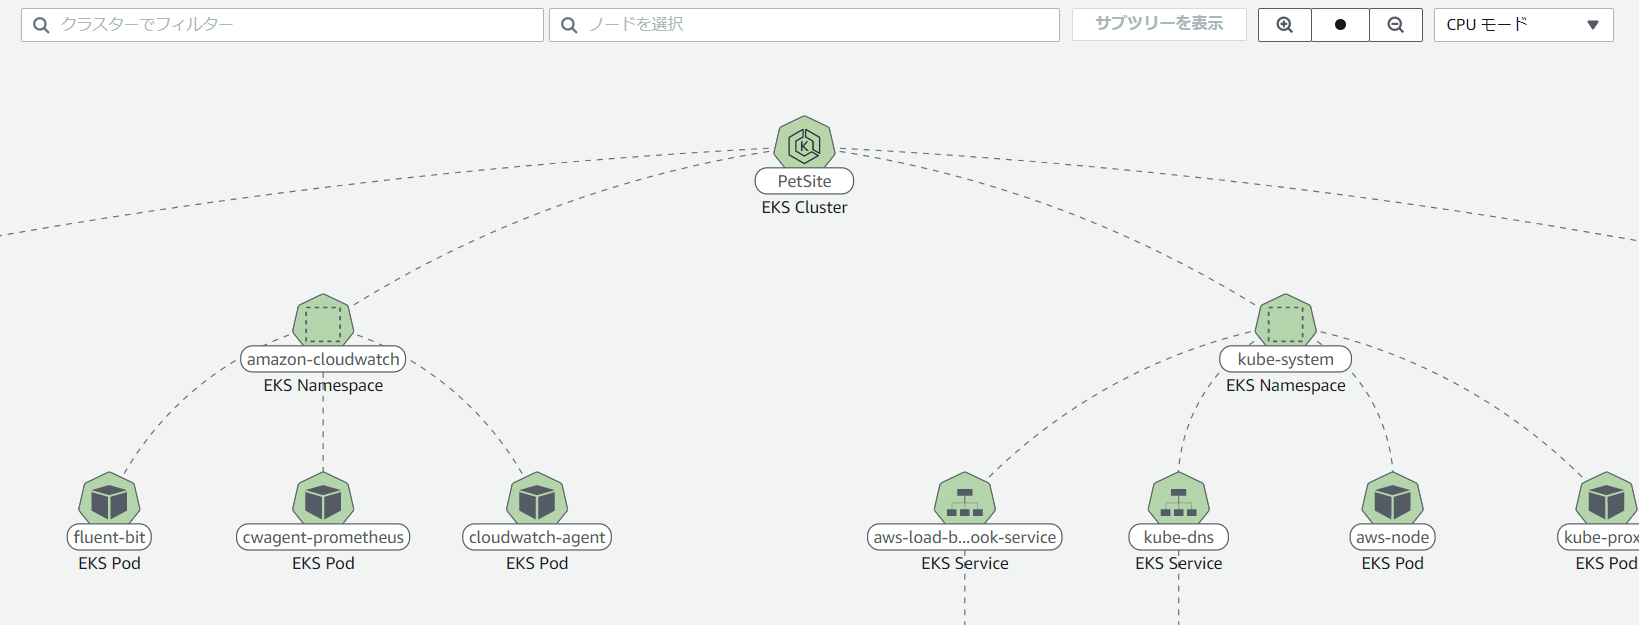 クラスターでフィルター
ノードを選択
サブツリーを表示
CPU モード
K
PetSite
EKS Cluster
amazon-cloudwatch
EKS Namespace
kube-system
EKS Namespace
fluent-bit
EKS Pod
cwagent-prometheus
EKS Pod
cloudwatch-agent
EKS Pod
aws-load-b...ook-service
EKS Service
kube-dns
EKS Service
aws-node
EKS Pod
kube-prox
EKS Pod